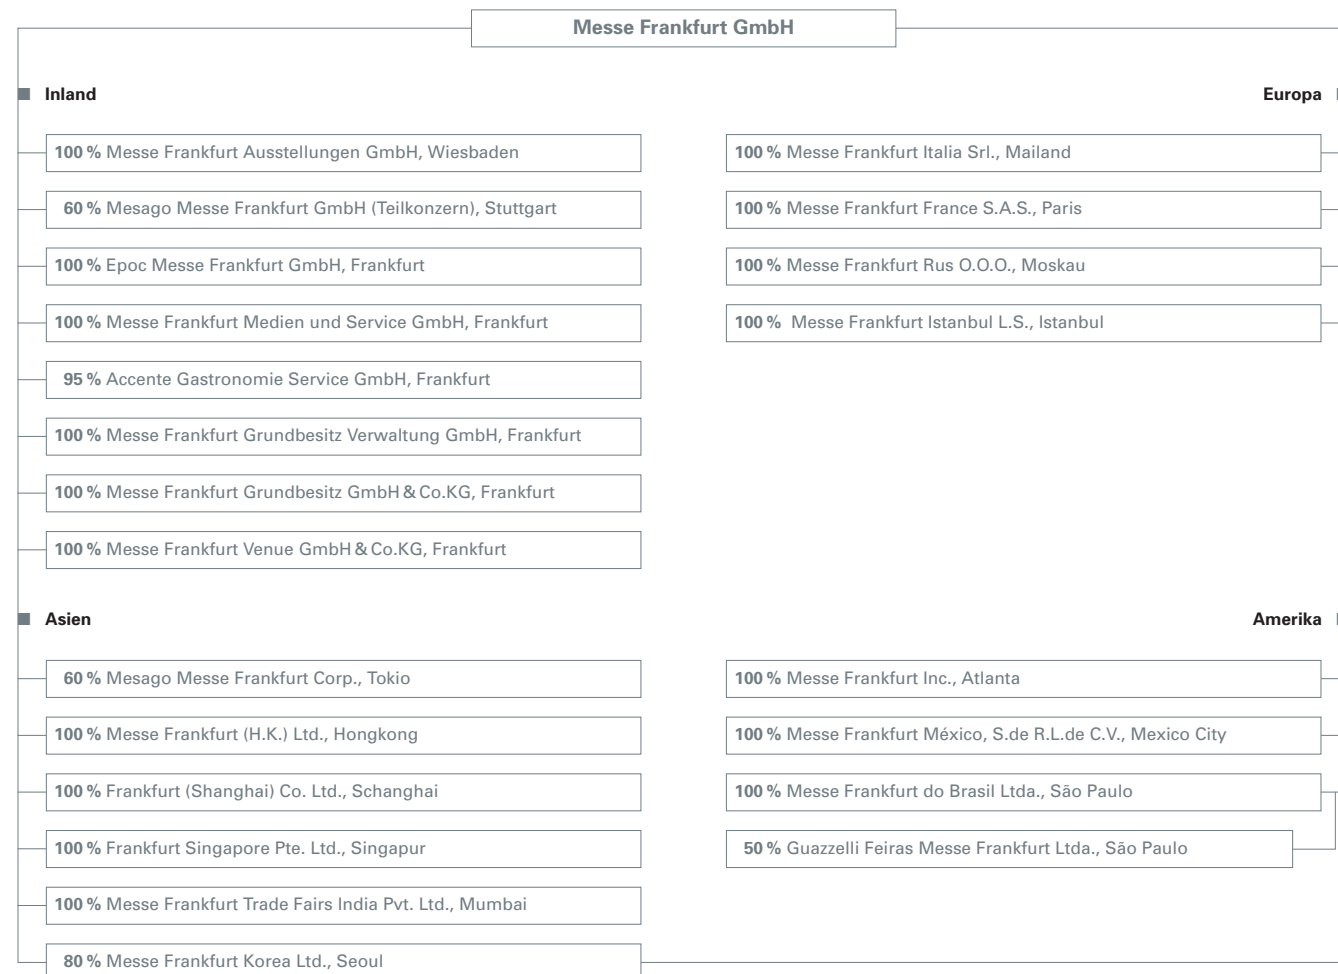 Messe Frankfurt GmbH
Inland
100 % Messe Frankfurt Ausstellungen GmbH, Wiesbaden
60 % Mesago Messe Frankfurt GmbH (Teilkonzern), Stuttgart
100 % Epoc Messe Frankfurt GmbH, Frankfurt
100 % Messe Frankfurt Medien und Service GmbH, Frankfurt
95 % Accente Gastronomie Service GmbH, Frankfurt
100 % Messe Frankfurt Grundbesitz Verwaltung GmbH, Frankfurt
100 % Messe Frankfurt Grundbesitz GmbH & Co.KG, Frankfurt
100 % Messe Frankfurt Venue GmbH & Co.KG, Frankfurt
Europa
100 % Messe Frankfurt Italia Srl., Mailand
100 % Messe Frankfurt France S.A.S., Paris
100 % Messe Frankfurt Rus O.O.O., Moskau
100 % Messe Frankfurt Istanbul L.S., Istanbul
Asien
60 % Mesago Messe Frankfurt Corp., Tokio
100 % Messe Frankfurt (H.K.) Ltd., Hongkong
100 % Frankfurt (Shanghai) Co. Ltd., Schanghai
100 % Frankfurt Singapore Pte. Ltd., Singapur
100 % Messe Frankfurt Trade Fairs India Pvt. Ltd., Mumbai
80 % Messe Frankfurt Korea Ltd., Seoul
Amerika
100 % Messe Frankfurt Inc., Atlanta
100 % Messe Frankfurt México, S.de R.L.de C.V., Mexico City
100 % Messe Frankfurt do Brasil Ltda., São Paulo
50 % Guazzelli Feiras Messe Frankfurt Ltda., São Paulo